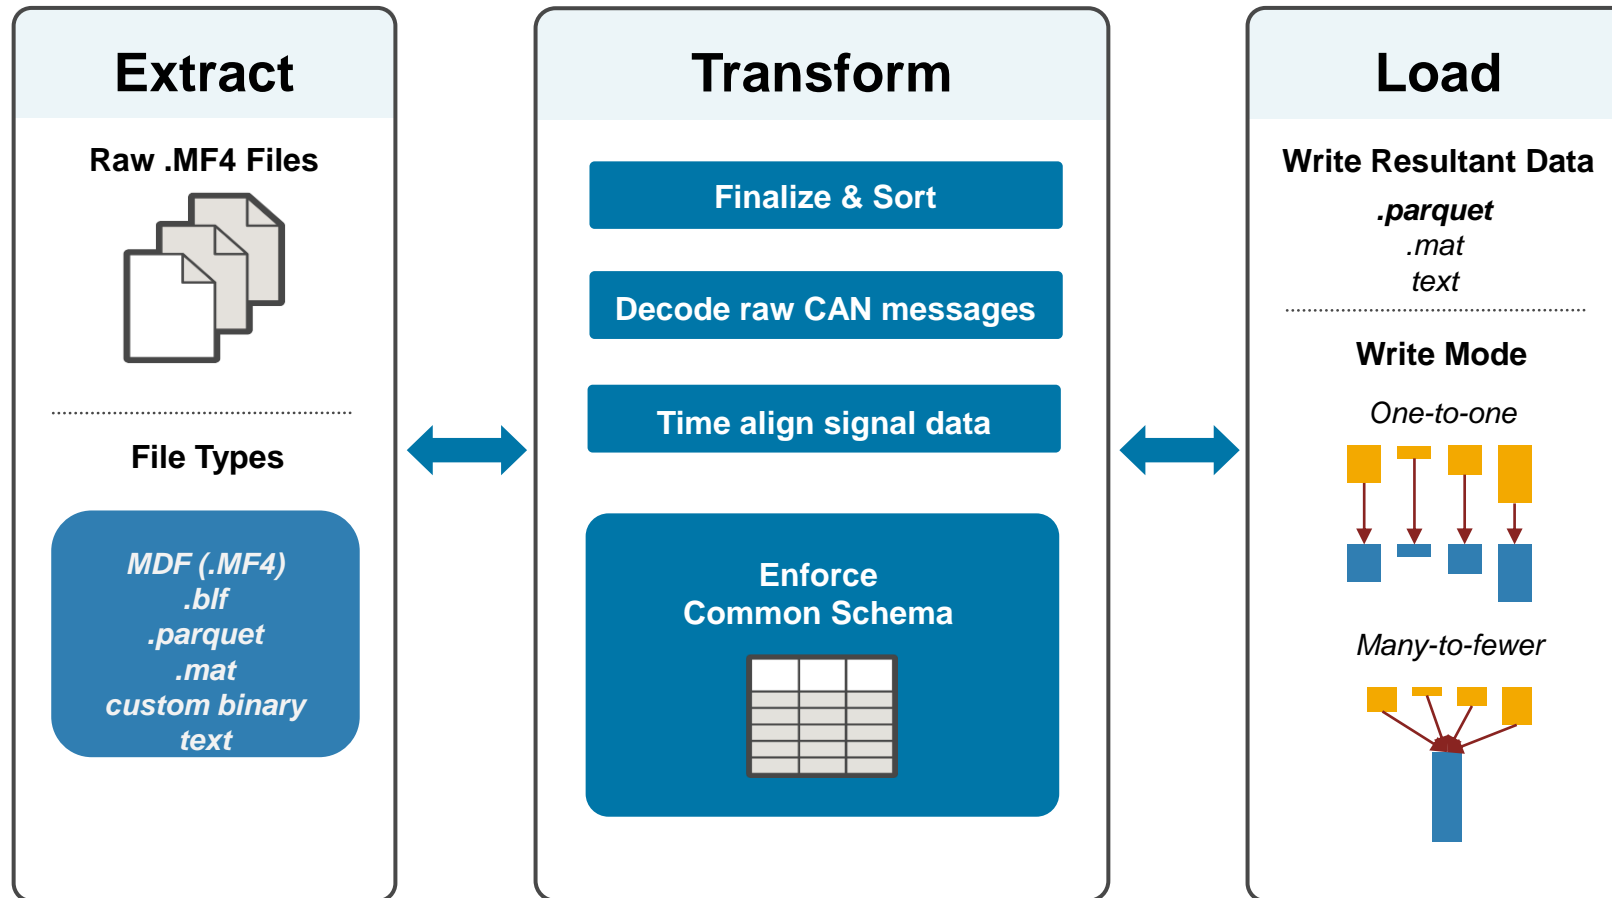 Extract
Raw .MF4 Files
File Types
MDF (.MF4)
.blf
.parquet
.mat
custom binary
text
Transform
Finalize & Sort
Decode raw CAN messages
Time align signal data
Enforce
Common Schema
Load
Write Resultant Data
.parquet
.mat
text
Write Mode
One-to-one
Many-to-fewer